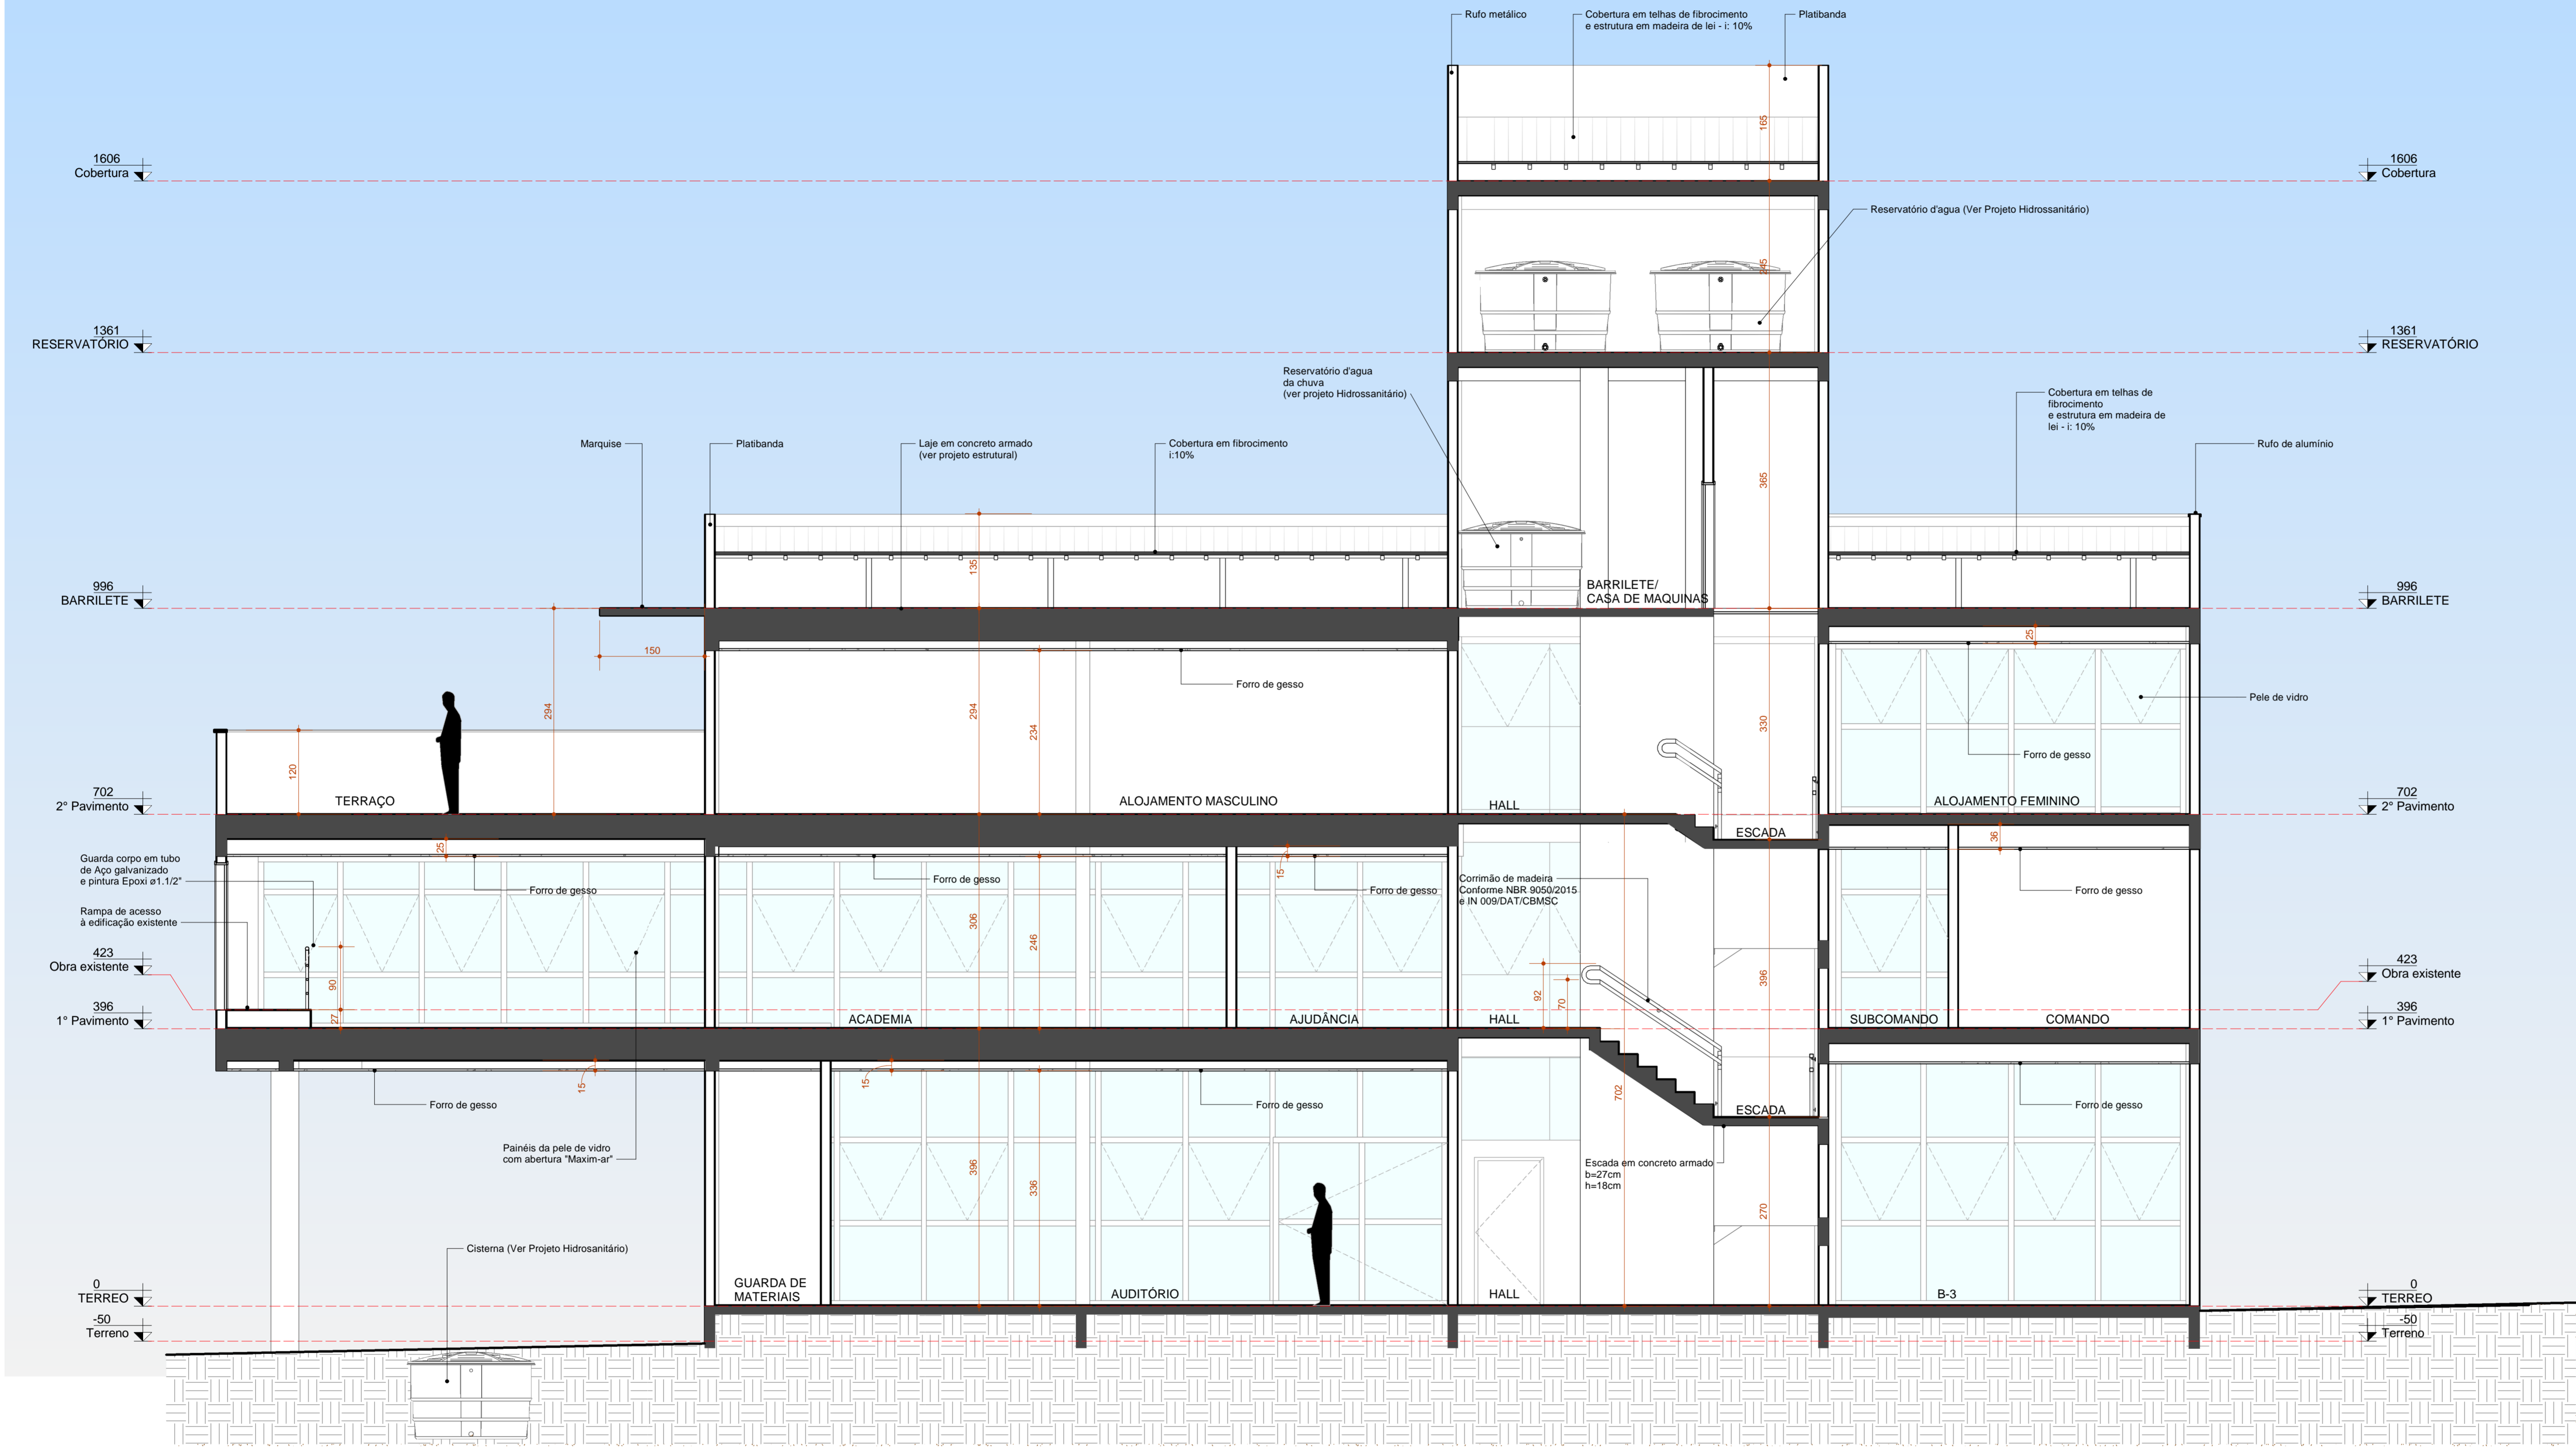 Rufo metálico
Cobertura em telhas de fibrocimento
e estrutura em madeira de lei - i: 10%
Platibanda
165
1606
Cobertura
1606
Cobertura
Reservatório d'agua (Ver Projeto Hidrossanitário)
245
1361
RESERVATÓRIO
1361
RESERVATÓRIO
Reservatório d'agua
da chuva
(ver projeto Hidrossanitário)
Cobertura em telhas de
fibrocimento
e estrutura em madeira de
lei - i: 10%
Marquise
Platibanda
Laje em concreto armado
(ver projeto estrutural)
Cobertura em fibrocimento
i:10%
Rufo de alumínio
365
135
996
BARRILETE
BARRILETE/
CASA DE MAQUINAS
996
BARRILETE
25
150
Forro de gesso
Pele de vidro
294
294
234
330
Forro de gesso
120
702
2° Pavimento
TERRAÇO
ALOJAMENTO MASCULINO
HALL
ALOJAMENTO FEMININO
702
2° Pavimento
ESCADA
25
36
Guarda corpo em tubo
de Aço galvanizado
e pintura Epoxi ø1.1/2"
Forro de gesso
Forro de gesso
15
Forro de gesso
Corrimão de madeira
Conforme NBR 9050/2015
e IN 009/DAT/CBMSC
Forro de gesso
Rampa de acesso
à edificação existente
306
246
423
Obra existente
423
Obra existente
90
92
70
396
396
1° Pavimento
27
ACADEMIA
AJUDÂNCIA
HALL
SUBCOMANDO
COMANDO
396
1° Pavimento
15
15
702
Forro de gesso
Forro de gesso
ESCADA
Forro de gesso
Painéis da pele de vidro
com abertura "Maxim-ar"
396
336
Escada em concreto armado
b=27cm
h=18cm
270
Cisterna (Ver Projeto Hidrosanitário)
0
TERREO
GUARDA DE
MATERIAIS
AUDITÓRIO
HALL
B-3
0
TERREO
-50
Terreno
-50
Terreno